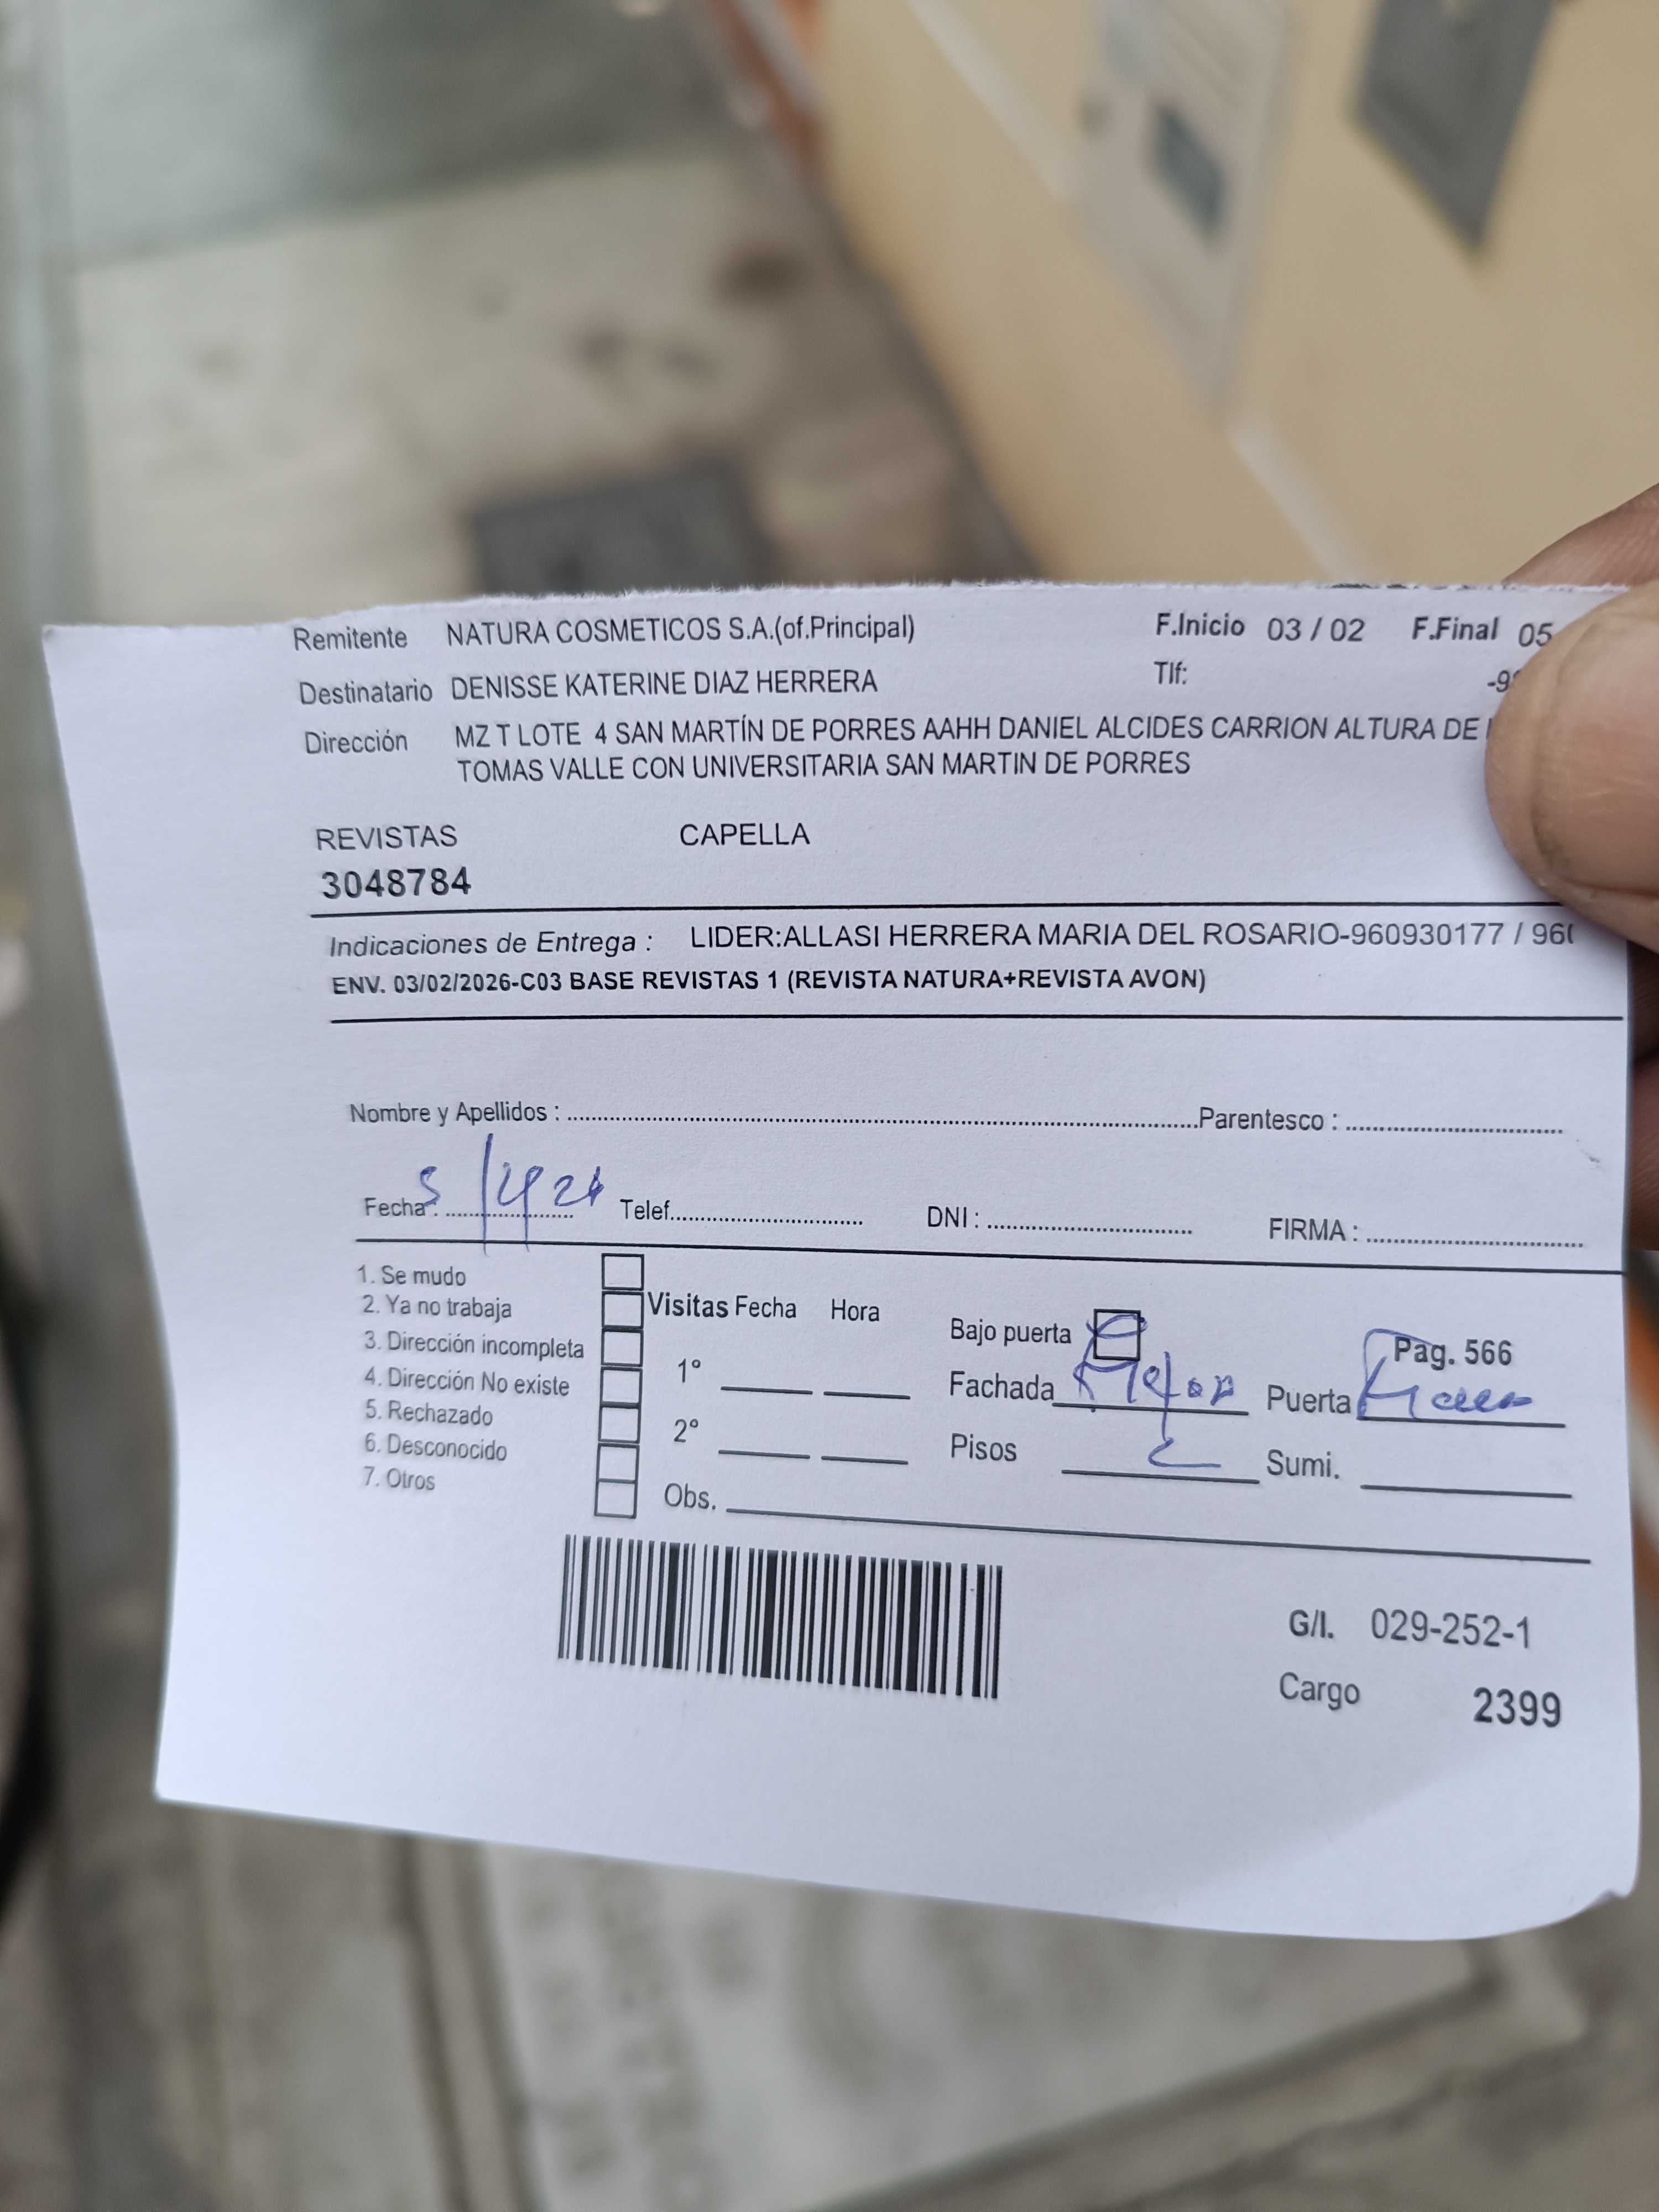 Remitente NATURA COSMETICOS S.A.(of.Principal) F.Inicio 03 / 02 F.Final 05
Destinatario DENISSE KATERINE DIAZ HERRERA Tlf: -9
Dirección MZ T LOTE 4 SAN MARTÍN DE PORRES AAHH DANIEL ALCIDES CARRION ALTURA DE
TOMAS VALLE CON UNIVERSITARIA SAN MARTIN DE PORRES
REVISTAS CAPELLA
3048784
Indicaciones de Entrega : LIDER:ALLASI HERRERA MARIA DEL ROSARIO-960930177 / 96
ENV. 03/02/2026-C03 BASE REVISTAS 1 (REVISTA NATURA+REVISTA AVON)
Nombre y Apellidos : Parentesco :
Fecha : Telef. DNI : FIRMA :
1. Se mudo
2. Ya no trabaja Visitas Fecha Hora Bajo puerta Pag. 566
3. Dirección incompleta 1º Fachada Puerta
4. Dirección No existe
5. Rechazado 2º Pisos Sumi.
6. Desconocido
7. Otros Obs.
G/I. 029-252-1
Cargo 2399